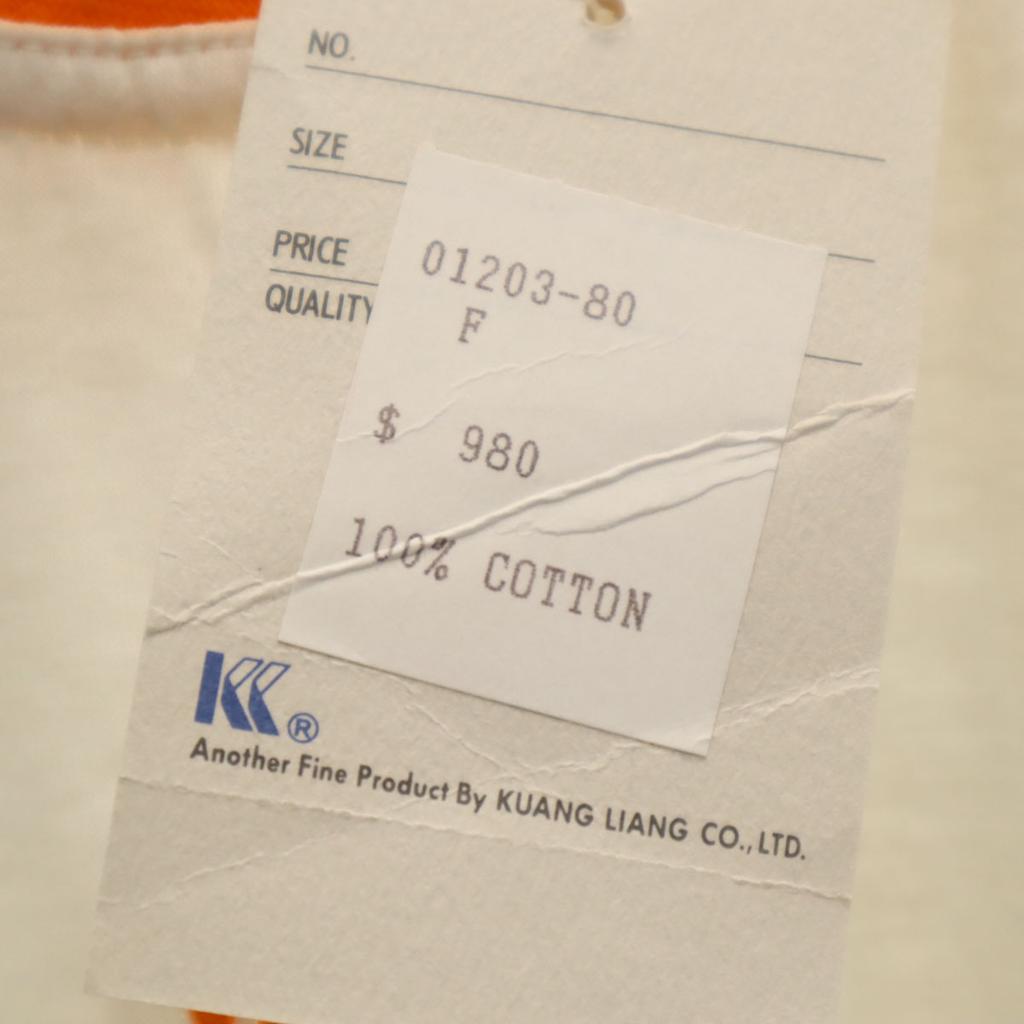 NO.
SIZE
PRICE
QUALITY
01203-80
F
$ 980
100% COTTON
KK®
Another Fine Product By KUANG LIANG CO.,LTD.